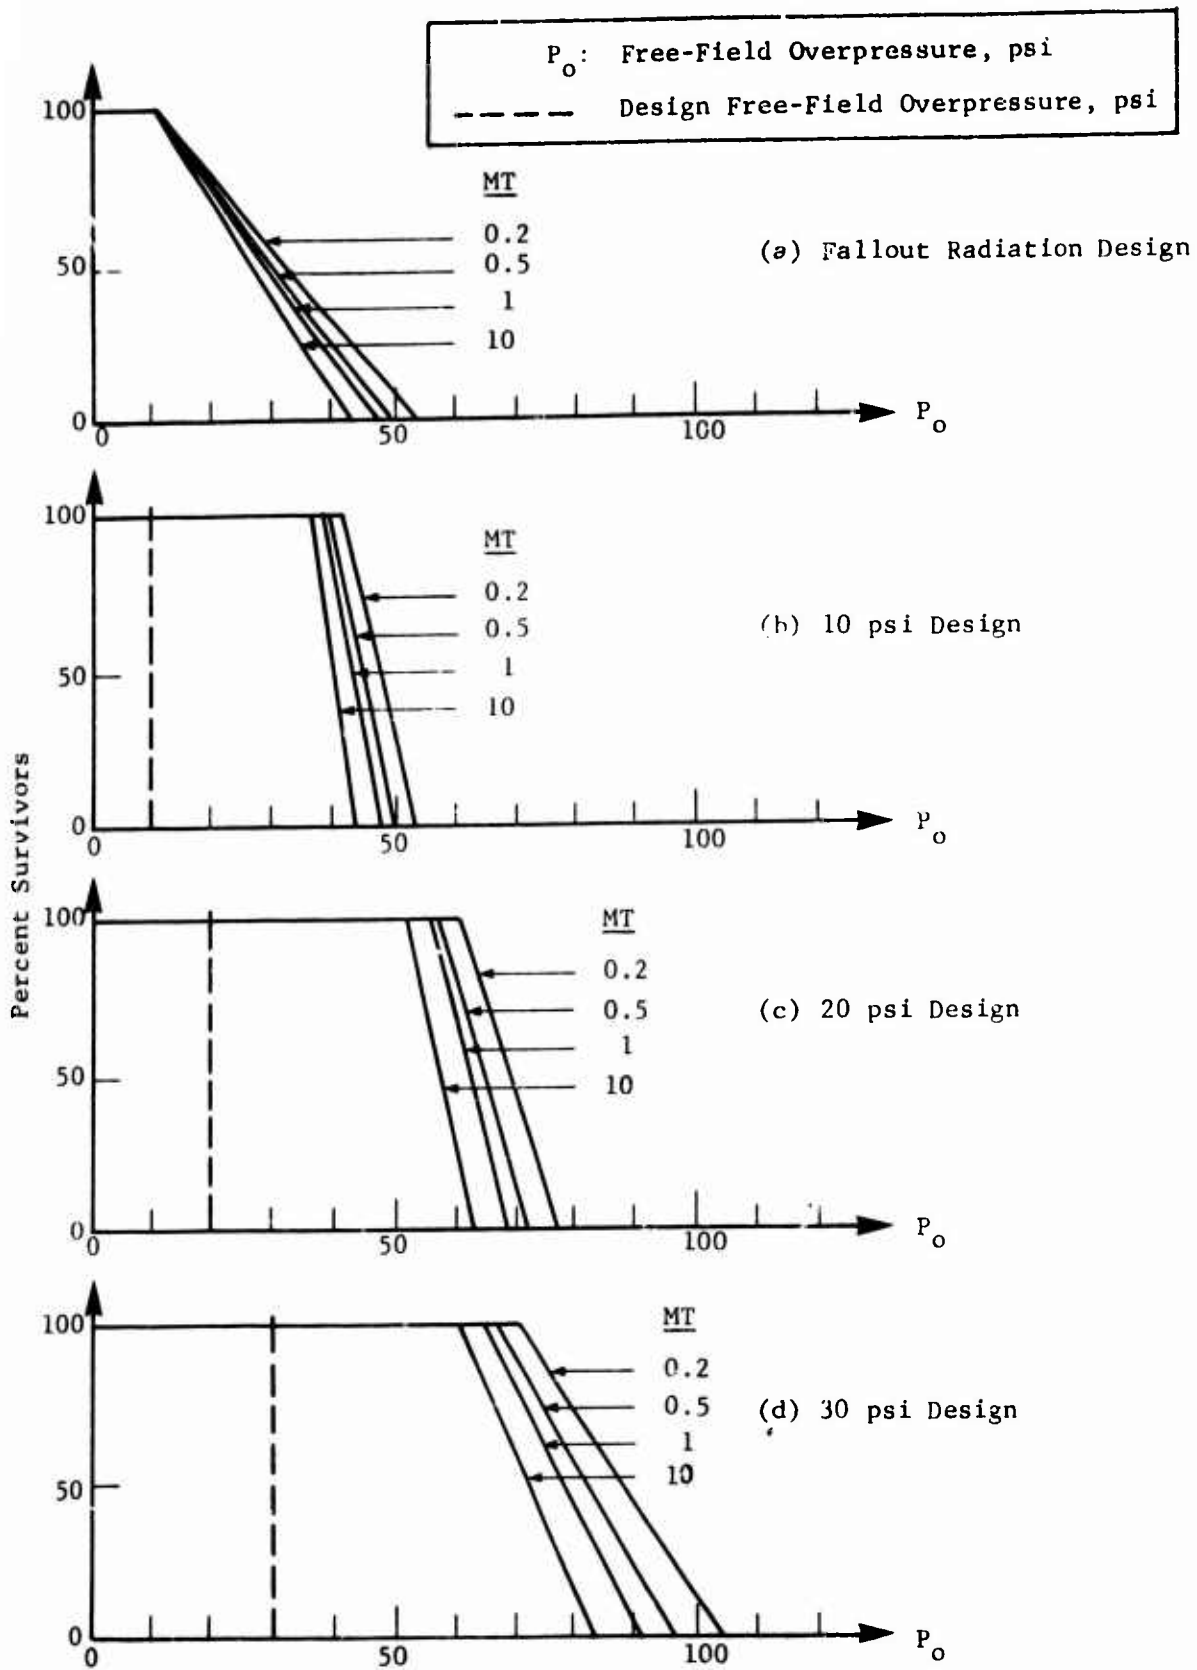 Po: Free-Field Overpressure, psi
Design Free-Field Overpressure, psi
Percent Survivors
100
50
0
MT
0.2
0.5
1
10
(a) Fallout Radiation Design
0 50 100 Po
100
50
0
MT
0.2
0.5
1
10
(b) 10 psi Design
0 50 100 Po
100
50
0
MT
0.2
0.5
1
10
(c) 20 psi Design
0 50 100 Po
100
50
0
MT
0.2
0.5
1
10
(d) 30 psi Design
0 50 100 Po